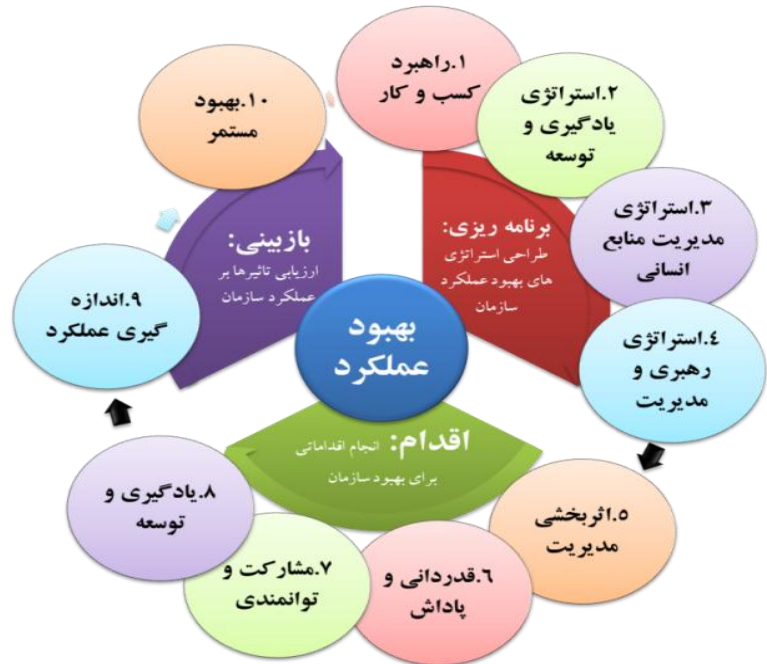 بهبود
عملکرد
برنامه ریزی:
طراحی استراتژی
های بهبود عملکرد
سازمان
۱.راهبرد
کسب و کار
۲.استراتژی
یادگیری و
توسعه
۳.استراتژی
مدیریت منابع
انسانی
۴.استراتژی
رهبری و
مدیریت
اقدام: انجام اقداماتی
برای بهبود سازمان
۵.اثربخشی
مدیریت
۶.قدردانی و
پاداش
۷.مشارکت و
توانمندی
۸.یادگیری و
توسعه
بازبینی:
ارزیابی تاثیرها بر
عملکرد سازمان
۹.اندازه
گیری عملکرد
۱۰.بهبود
مستمر